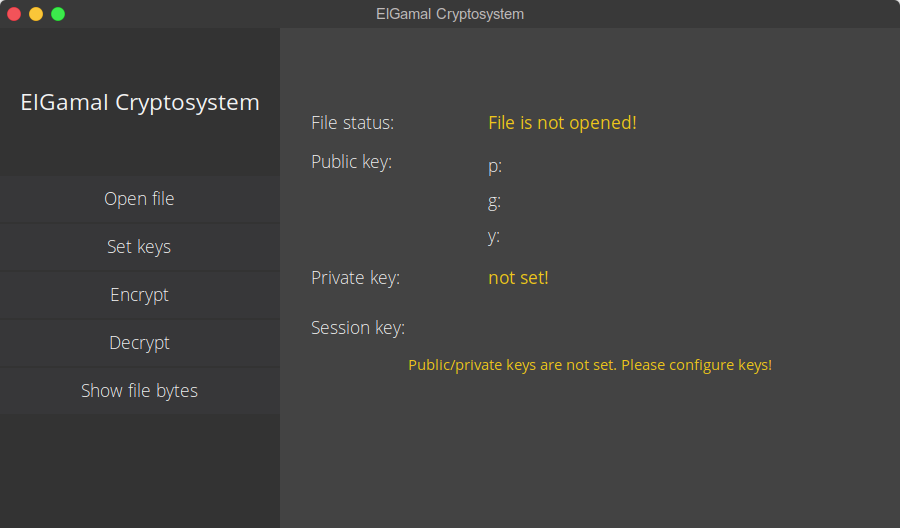 ElGamal Cryptosystem
ElGamal Cryptosystem
Open file
Set keys
Encrypt
Decrypt
Show file bytes
File status: File is not opened!
Public key: p:
g:
y:
Private key: not set!
Session key:
Public/private keys are not set. Please configure keys!